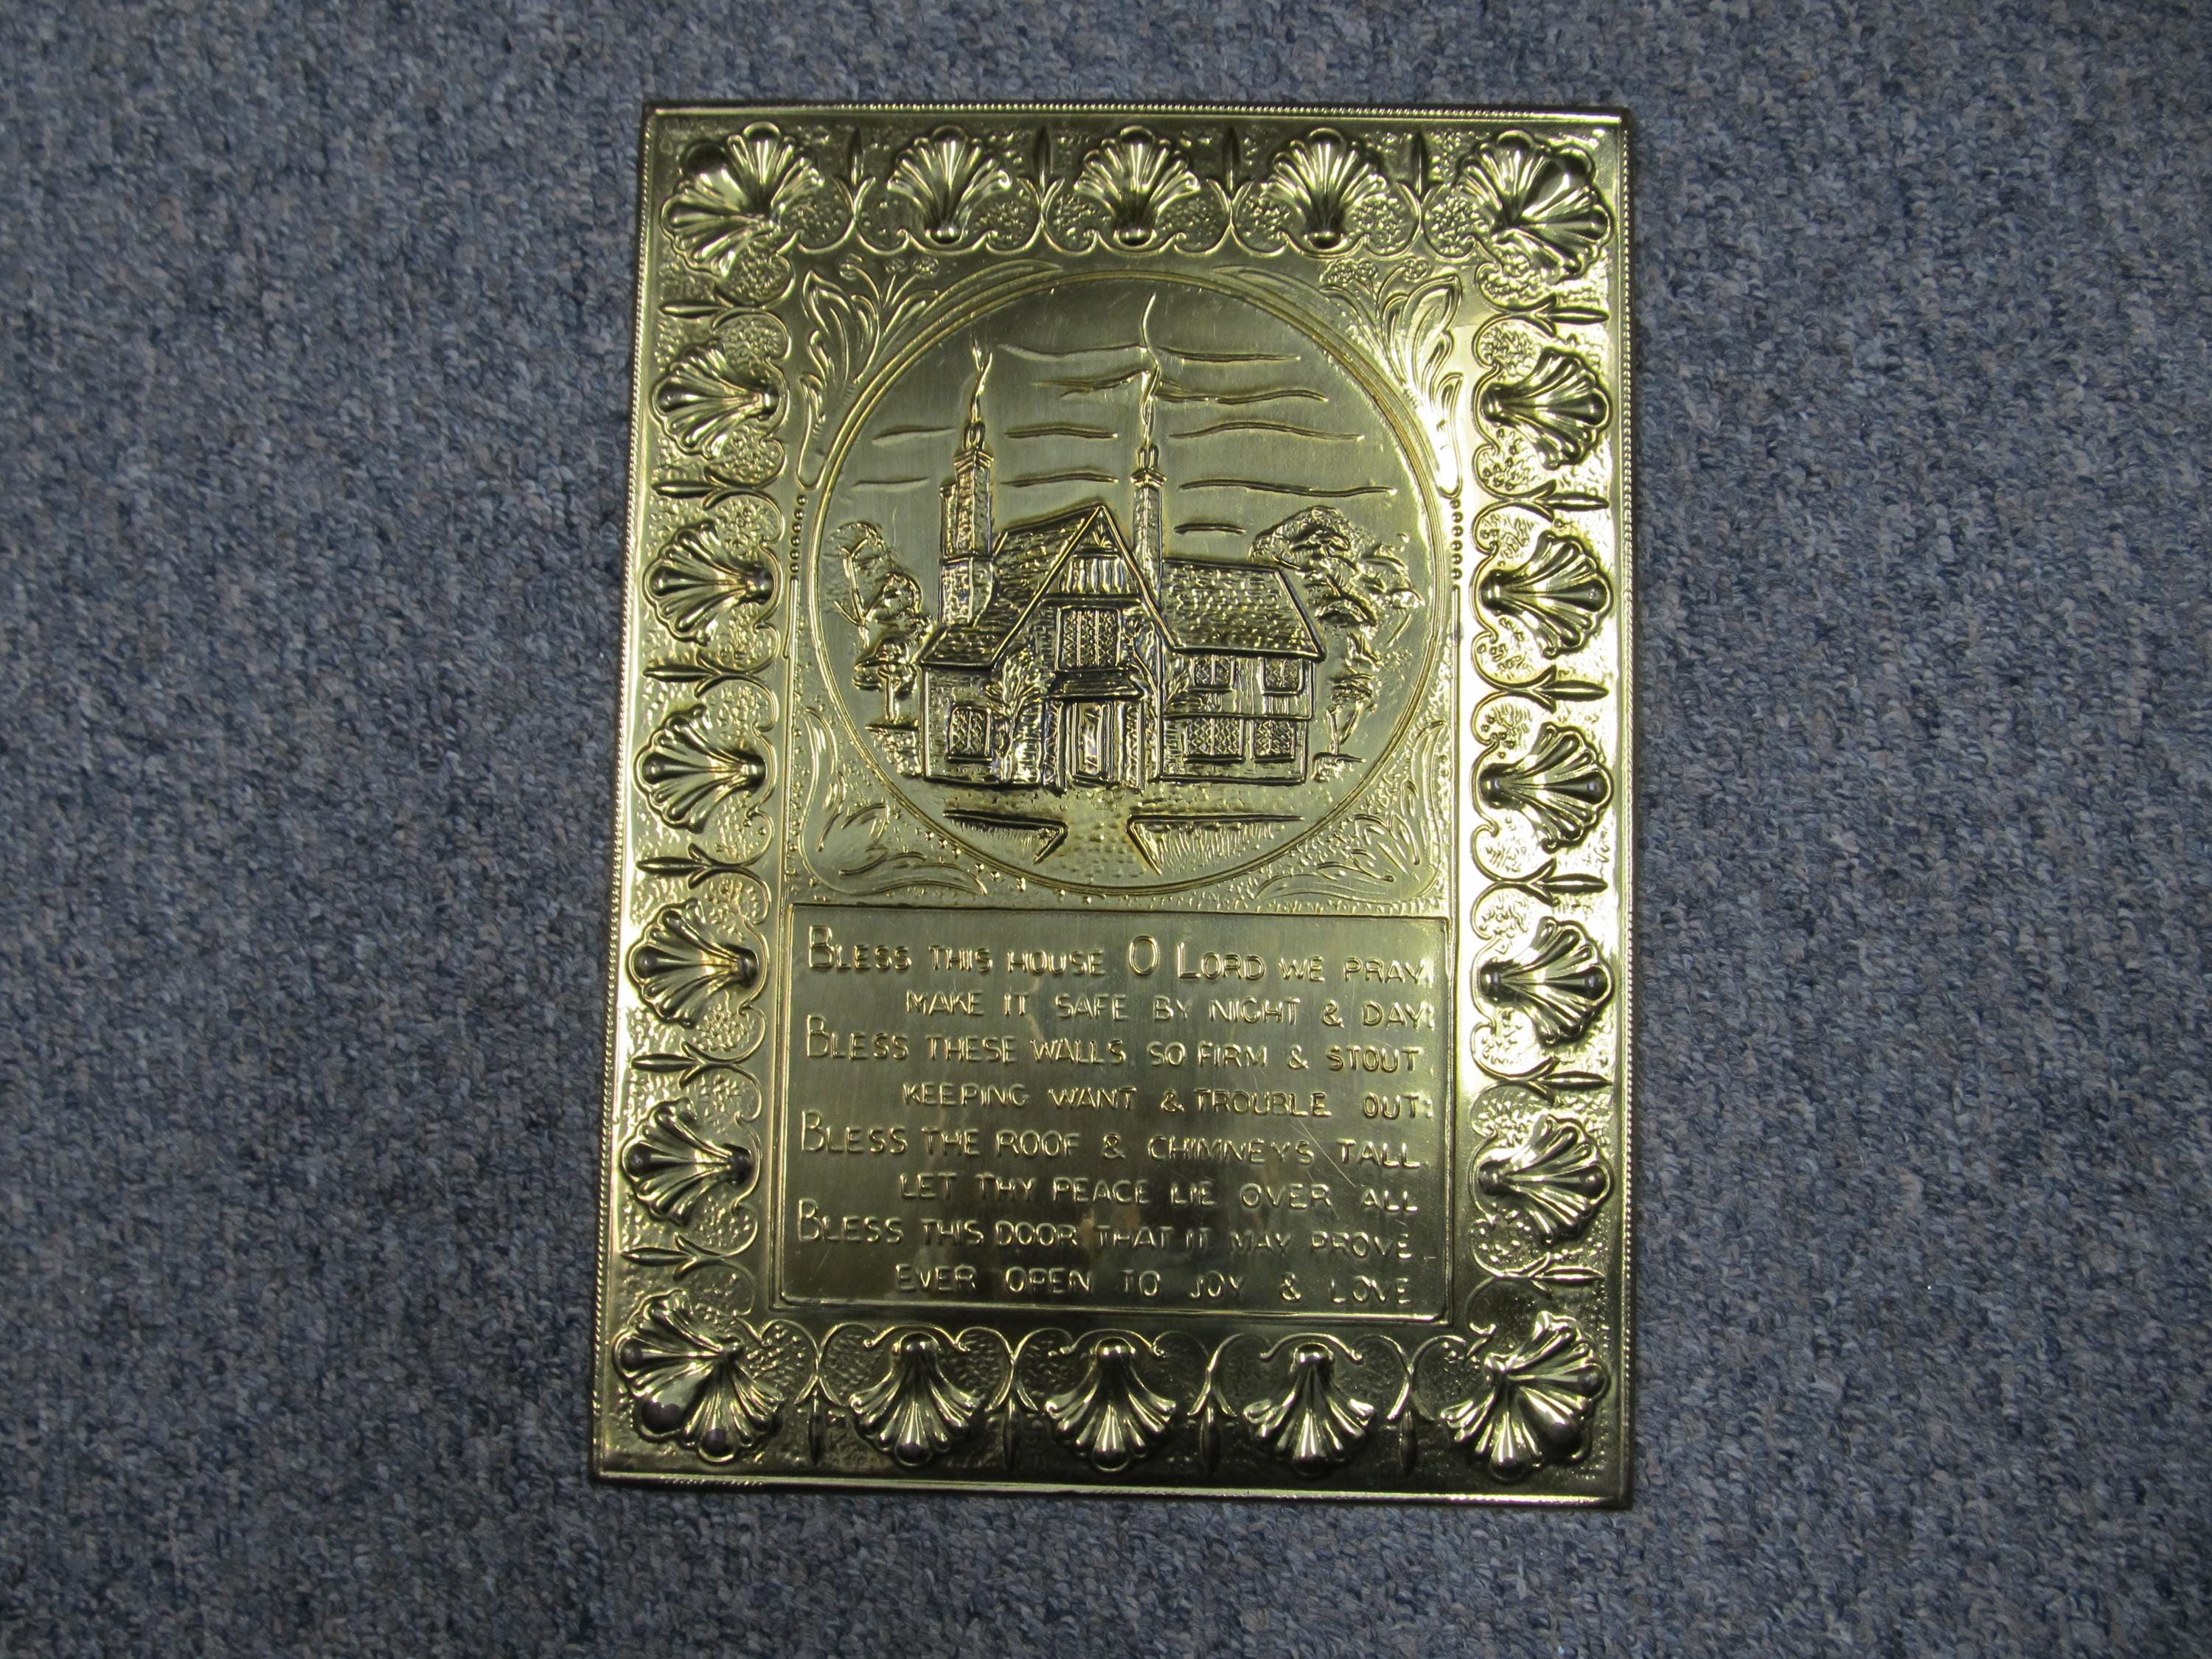 BLESS THIS HOUSE O LORD WE PRAY,
MAKE IT SAFE BY NIGHT & DAY:
BLESS THESE WALLS SO FIRM & STOUT
KEEPING WANT & TROUBLE OUT:
BLESS THE ROOF & CHIMNEYS TALL
LET THY PEACE LIE OVER ALL
BLESS THIS DOOR THAT IT MAY PROVE
EVER OPEN TO JOY & LOVE